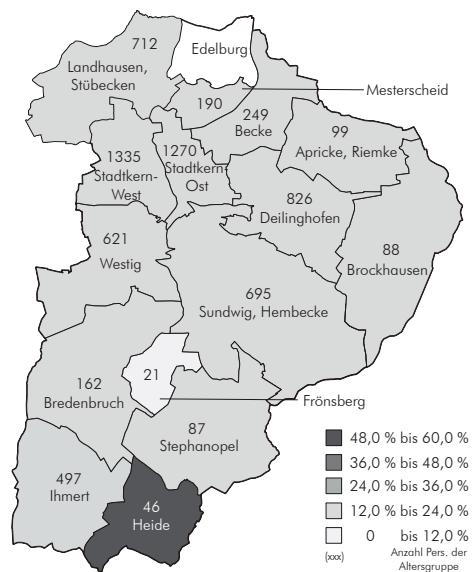 712
Landhausen,
Stübecken
Edelburg
Mesterscheid
190
249
Becke
99
Apricke, Riemke
1335
Stadtkern-
West
1270
Stadtkern-
Ost
826
Deilinghofen
88
Brockhausen
621
Westig
695
Sundwig, Hembecke
21
Frönsberg
162
Bredenbruch
87
Stephanopel
497
Ihmert
46
Heide
48,0 % bis 60,0 %
36,0 % bis 48,0 %
24,0 % bis 36,0 %
12,0 % bis 24,0 %
0 bis 12,0 %
(xxx) Anzahl Pers. der
Altersgruppe